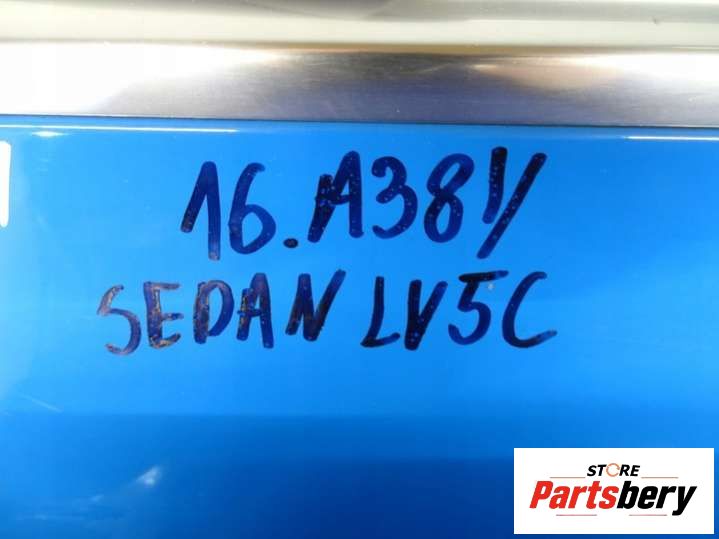 16.A38V
SEDAN LV5C
STORE
Partsbery